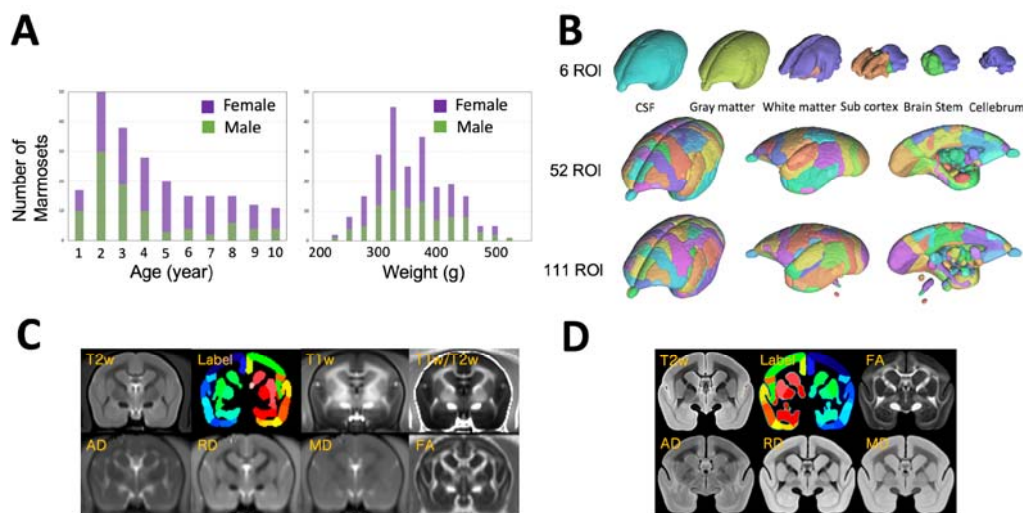 A
Female
Male
Female
Male
Number of
Marmosets
1 2 3 4 5 6 7 8 9 10
Age (year)
200 300 400 500
Weight (g)
B
6 ROI
CSF Gray matter White matter Sub cortex Brain Stem Cellebrum
52 ROI
111 ROI
C
T2w Label T1w T1w/T2w
AD RD MD FA
D
T2w Label FA
AD RD MD